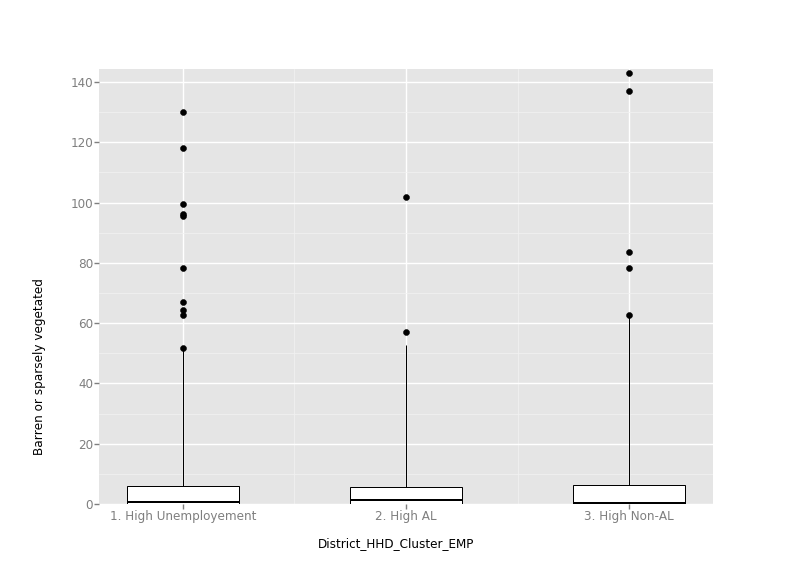 140
120
100
80
60
40
20
0
Barren or sparsely vegetated
1. High Unemployement 2. High AL 3. High Non-AL
District_HHD_Cluster_EMP